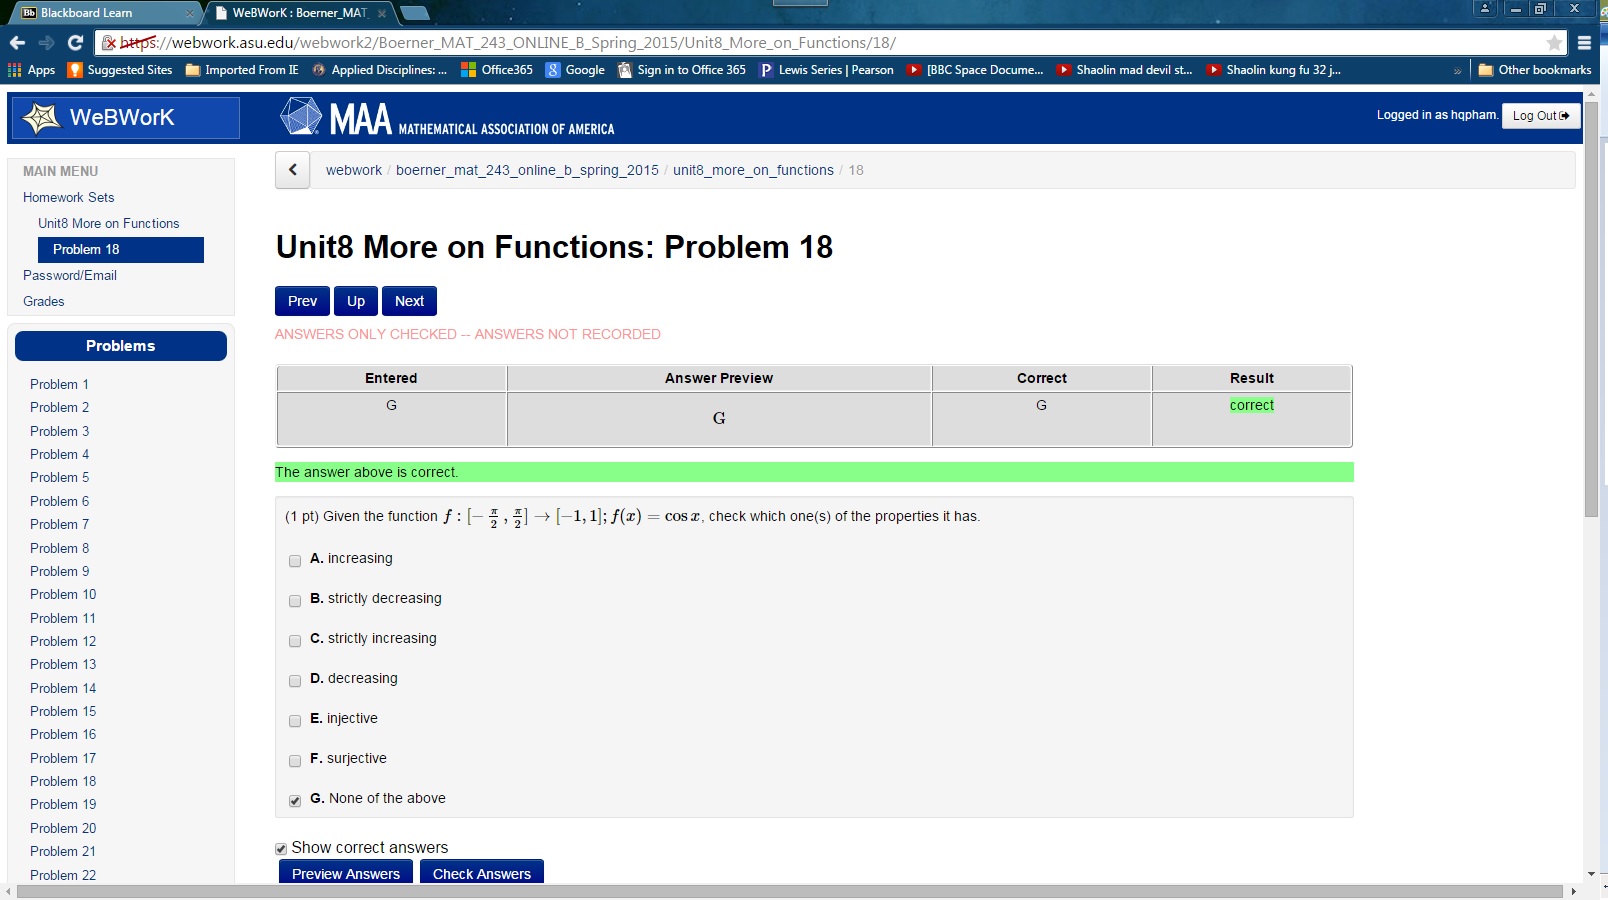 Blackboard Learn
WeBWorK : Boerner_MAT_
https://webwork.asu.edu/webwork2/Boerner_MAT_243_ONLINE_B_Spring_2015/Unit8_More_on_Functions/18/
Apps Suggested Sites Imported From IE Applied Disciplines: ... Office365 Google Sign in to Office 365 Lewis Series | Pearson [BBC Space Docume... Shaolin mad devil st... Shaolin kung fu 32 j... » Other bookmarks
WeBWorK
MAA MATHEMATICAL ASSOCIATION OF AMERICA
Logged in as hqpham. Log Out
MAIN MENU
Homework Sets
Unit8 More on Functions
Problem 18
Password/Email
Grades
Problems
Problem 1
Problem 2
Problem 3
Problem 4
Problem 5
Problem 6
Problem 7
Problem 8
Problem 9
Problem 10
Problem 11
Problem 12
Problem 13
Problem 14
Problem 15
Problem 16
Problem 17
Problem 18
Problem 19
Problem 20
Problem 21
Problem 22
webwork / boerner_mat_243_online_b_spring_2015 / unit8_more_on_functions / 18
Unit8 More on Functions: Problem 18
Prev Up Next
ANSWERS ONLY CHECKED -- ANSWERS NOT RECORDED
Entered Answer Preview Correct Result
G G G correct
The answer above is correct.
(1 pt) Given the function f : [− π/2 , π/2] → [−1, 1]; f(x) = cos x, check which one(s) of the properties it has.
A. increasing
B. strictly decreasing
C. strictly increasing
D. decreasing
E. injective
F. surjective
G. None of the above
Show correct answers
Preview Answers Check Answers